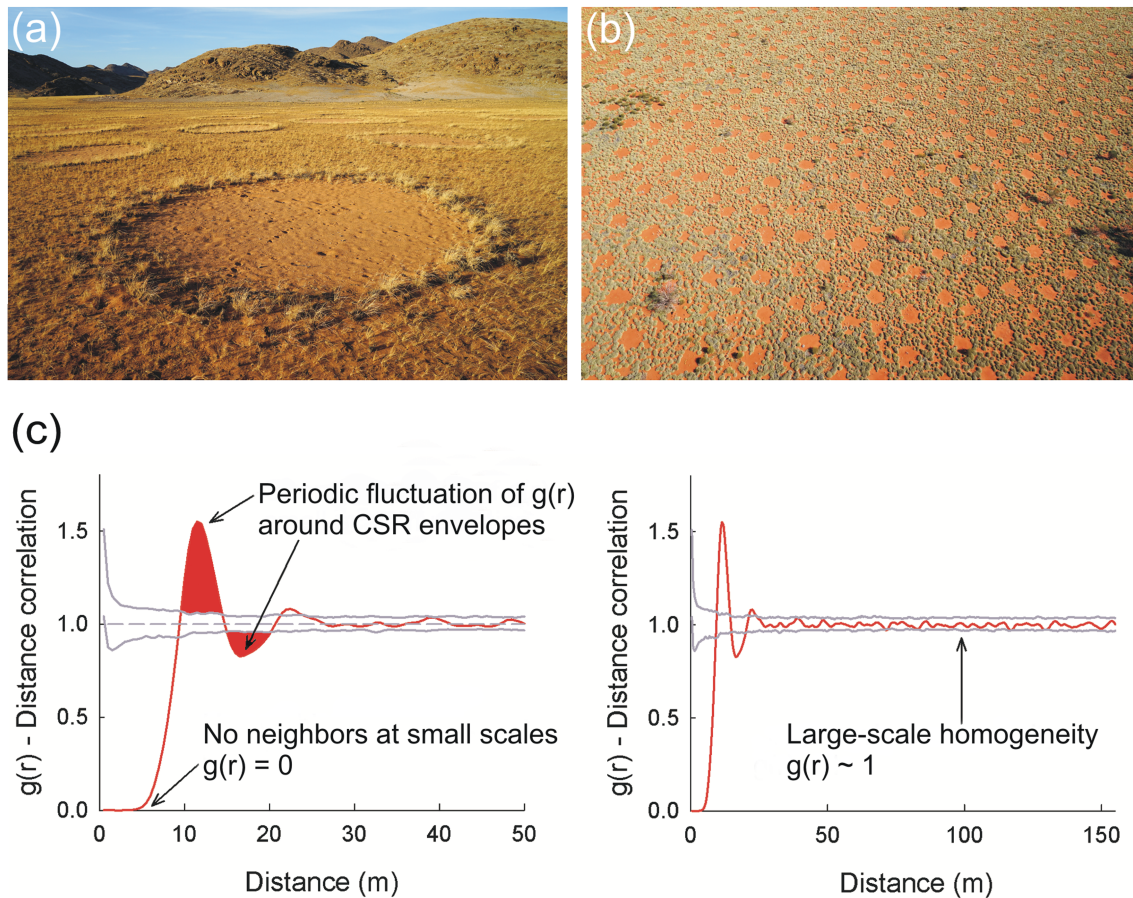 (a)
(b)
(c)
g(r) - Distance correlation
1.5
1.0
0.5
0.0
Periodic fluctuation of g(r)
around CSR envelopes
No neighbors at small scales
g(r) = 0
0 10 20 30 40 50
Distance (m)
g(r) - Distance correlation
1.5
1.0
0.5
0.0
Large-scale homogeneity
g(r) ~ 1
0 50 100 150
Distance (m)